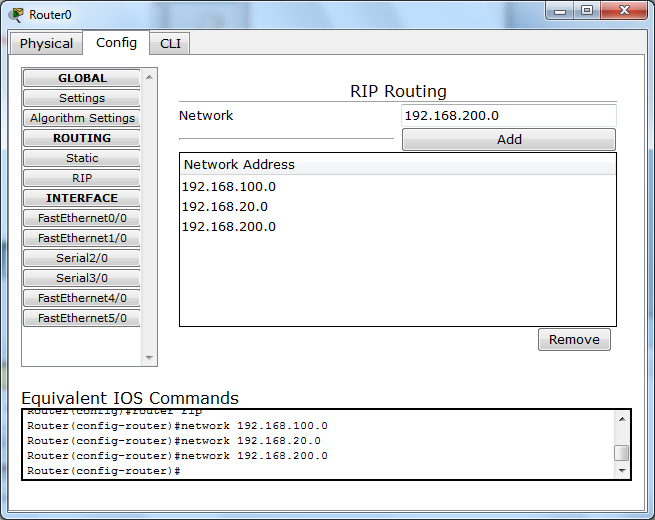 Router0
Physical Config CLI
GLOBAL
Settings
Algorithm Settings
ROUTING
Static
RIP
INTERFACE
FastEthernet0/0
FastEthernet1/0
Serial2/0
Serial3/0
FastEthernet4/0
FastEthernet5/0
RIP Routing
Network 192.168.200.0
Add
Network Address
192.168.100.0
192.168.20.0
192.168.200.0
Remove
Equivalent IOS Commands
Router(config)#router rip
Router(config-router)#network 192.168.100.0
Router(config-router)#network 192.168.20.0
Router(config-router)#network 192.168.200.0
Router(config-router)#